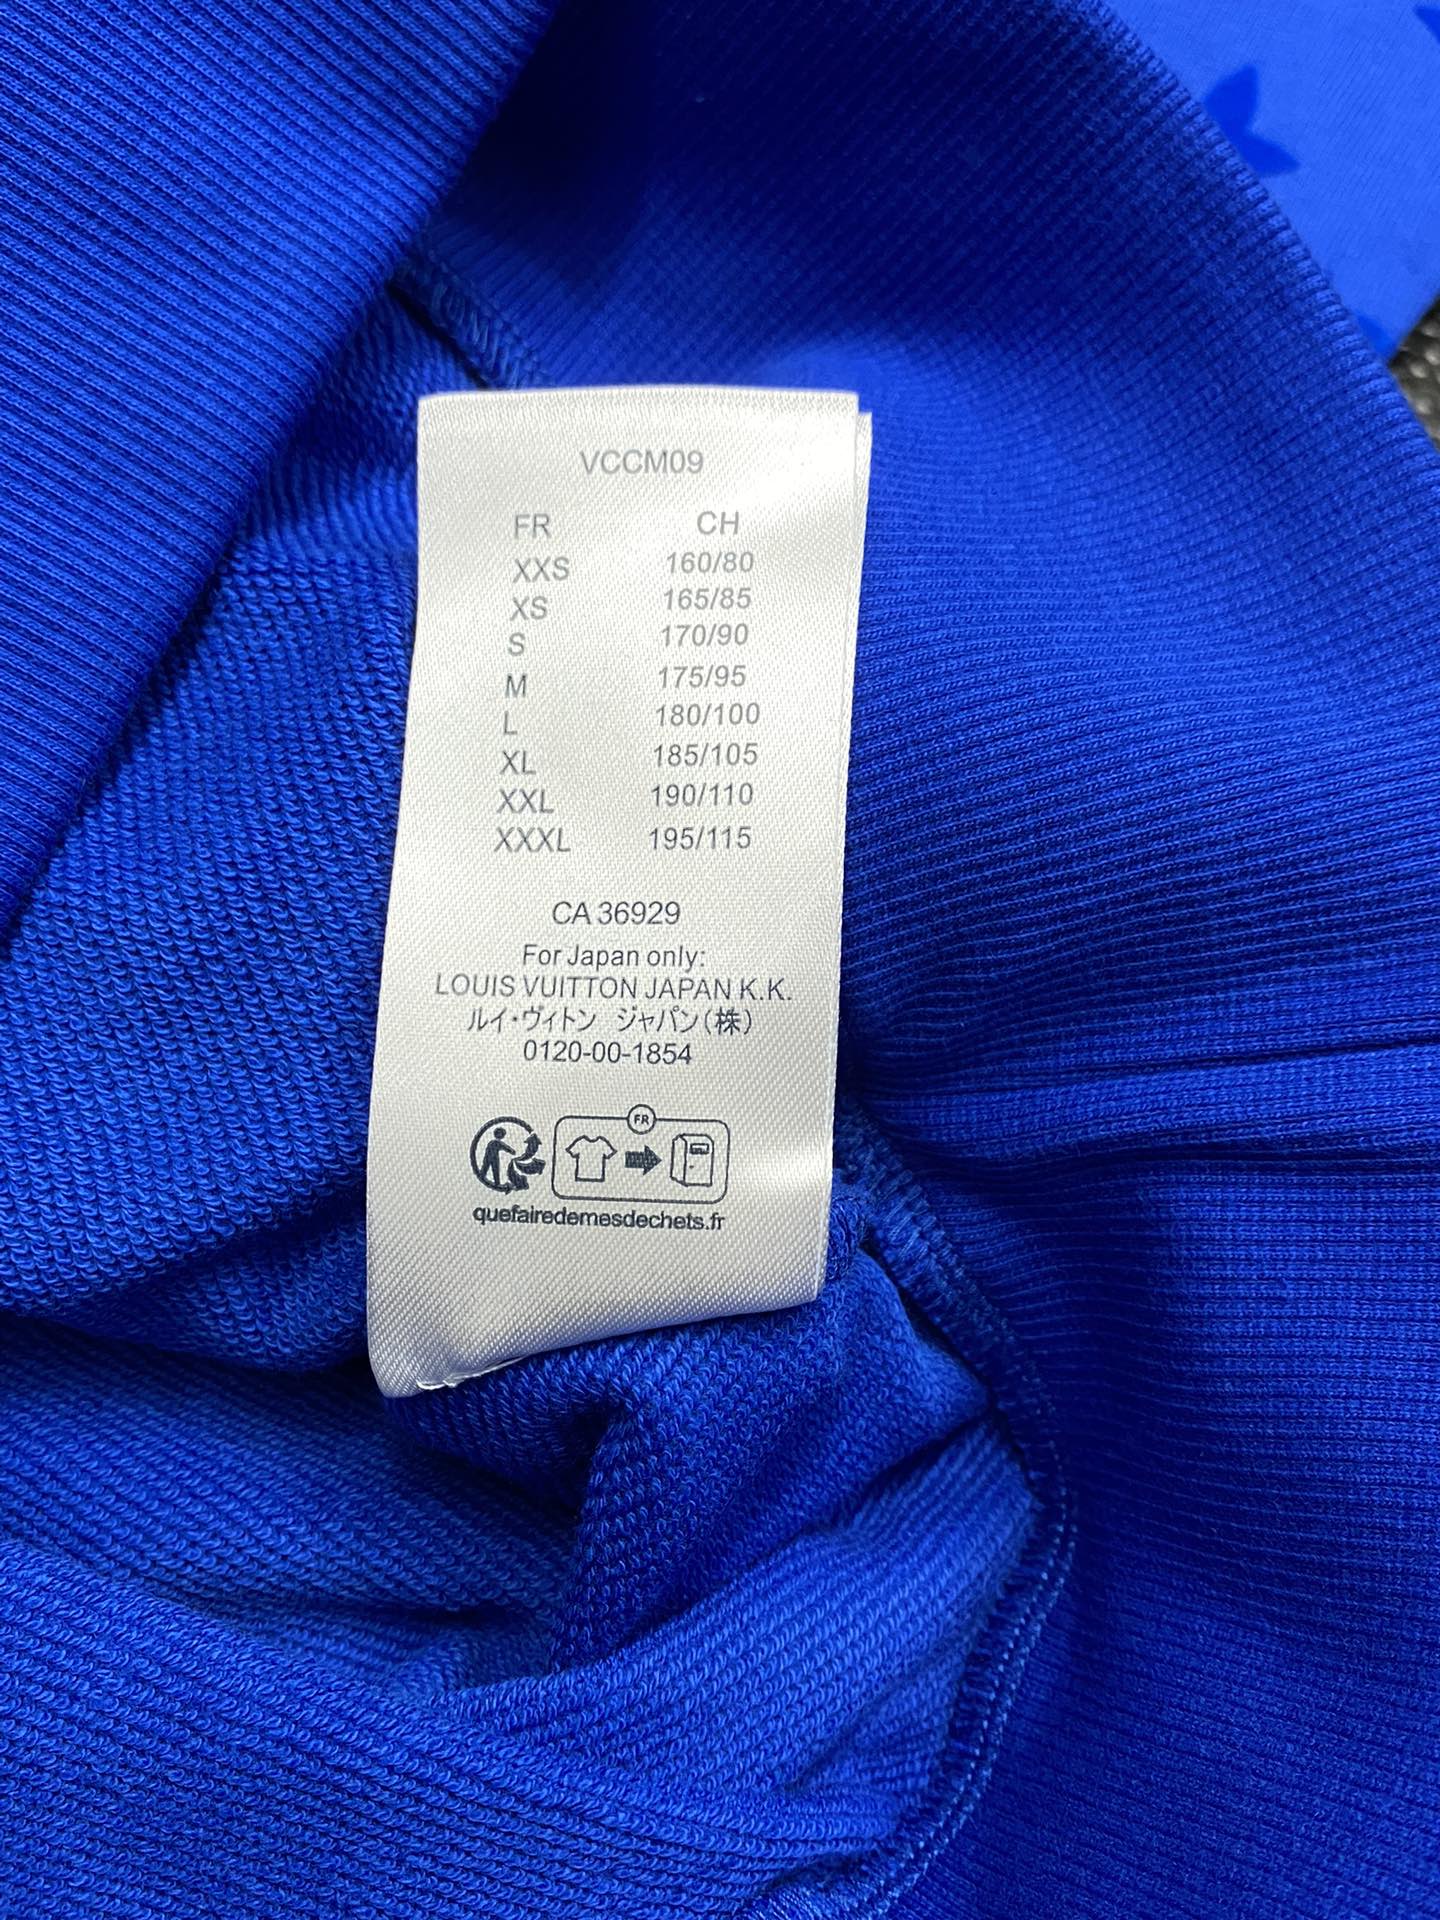 VCCM09
FR CH
XXS 160/80
XS 165/85
S 170/90
M 175/95
L 180/100
XL 185/105
XXL 190/110
XXXL 195/115
CA 36929
For Japan only:
LOUIS VUITTON JAPAN K.K.
ルイ・ヴィトン ジャパン(株)
0120-00-1854
FR
quefairedemesdechets.fr